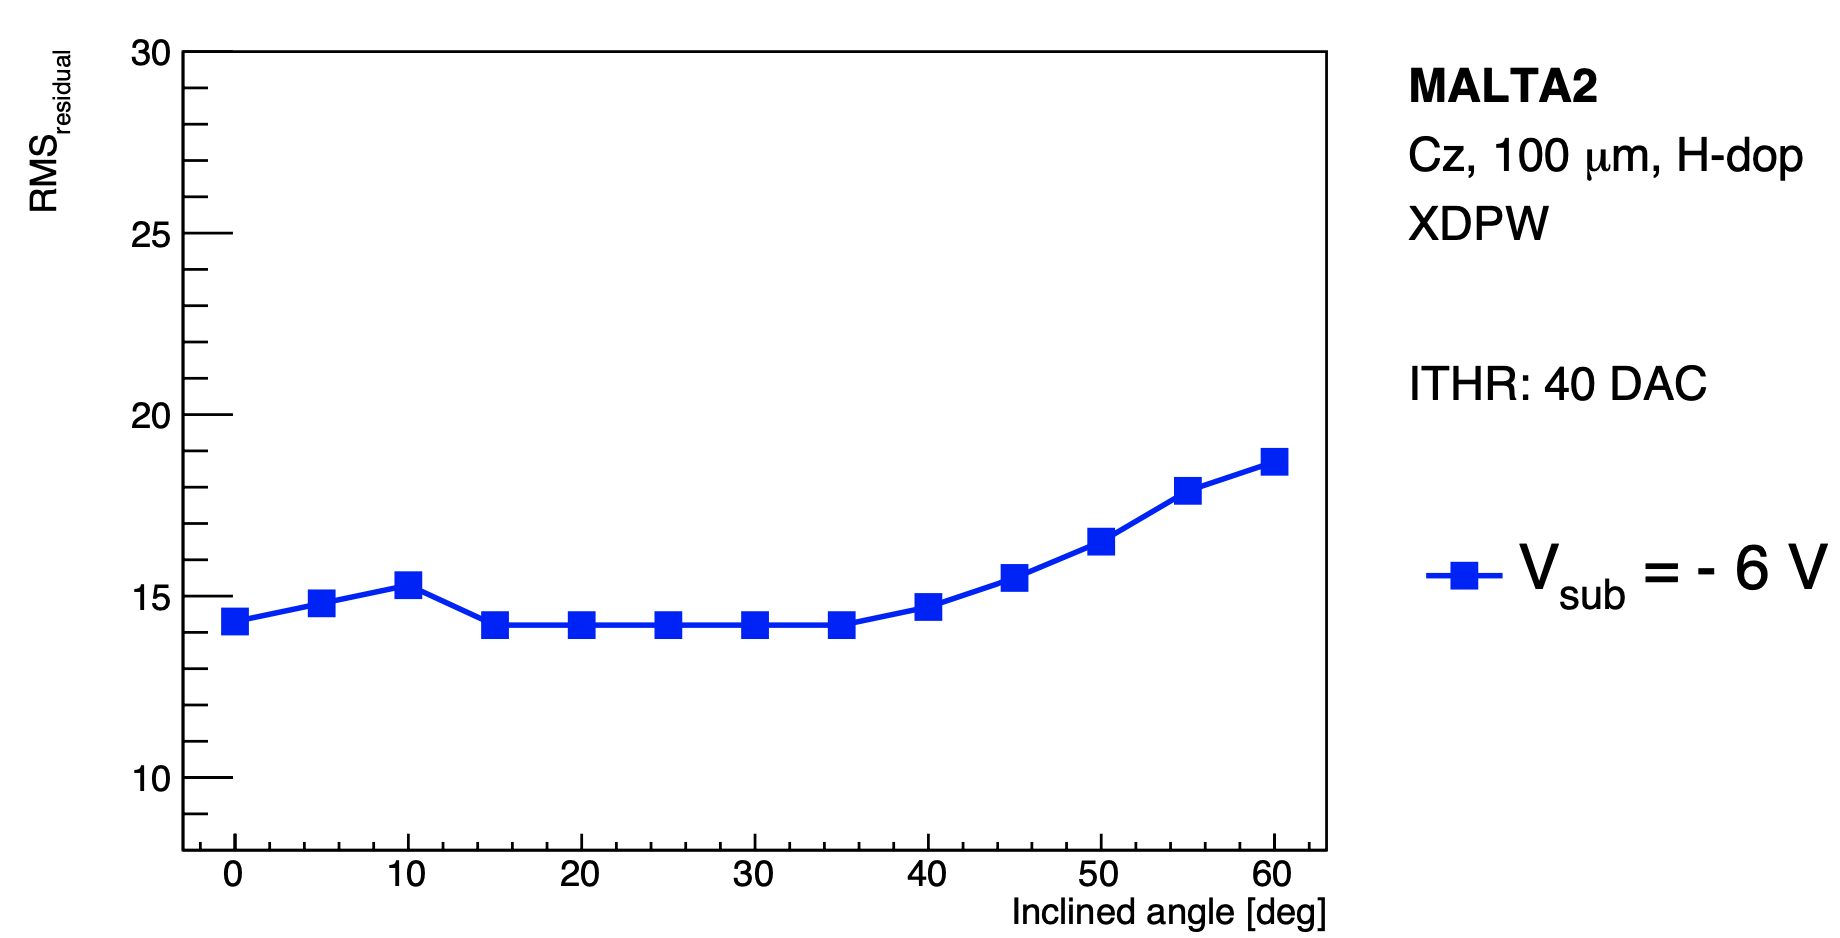 RMSresidual
30
25
20
15
10
0 10 20 30 40 50 60
Inclined angle [deg]
MALTA2
Cz, 100 μm, H-dop
XDPW
ITHR: 40 DAC
Vsub = - 6 V